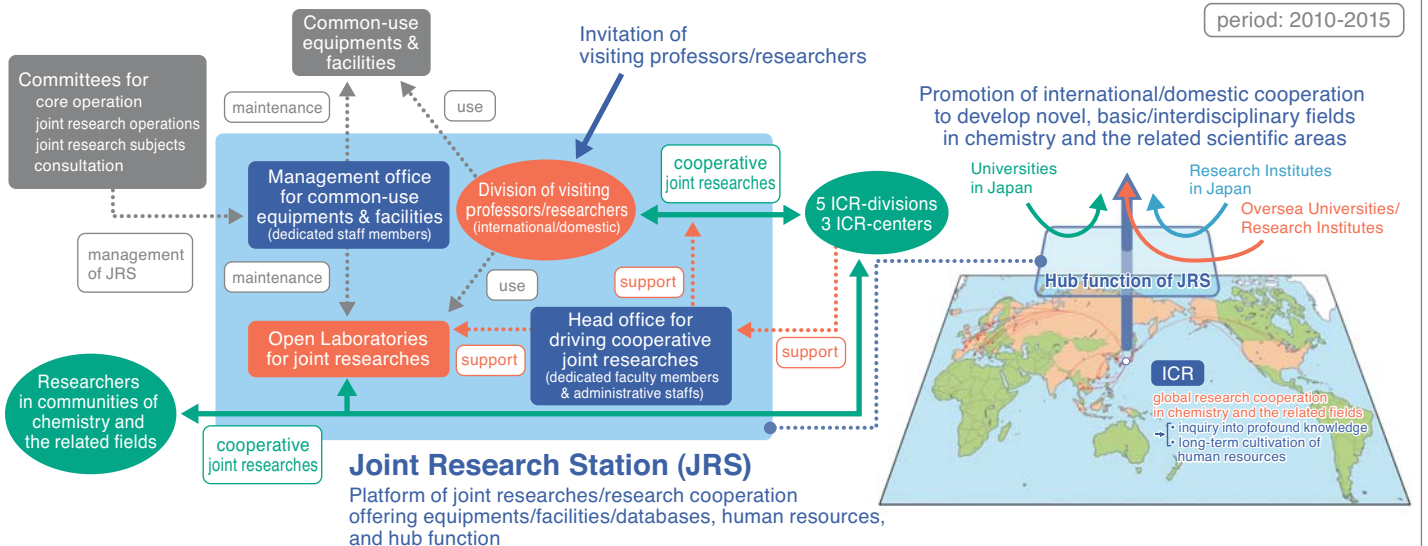 period: 2010-2015
Common-use
equipments &
facilities
Invitation of
visiting professors/researchers
Committees for
core operation
joint research operations
joint research subjects
consultation
maintenance
use
Promotion of international/domestic cooperation
to develop novel, basic/interdisciplinary fields
in chemistry and the related scientific areas
Management office
for common-use
equipments & facilities
(dedicated staff members)
Division of visiting
professors/researchers
(international/domestic)
cooperative
joint researches
5 ICR-divisions
3 ICR-centers
Universities
in Japan
Research Institutes
in Japan
Oversea Universities/
Research Institutes
management
of JRS
maintenance
use
support
Hub function of JRS
Open Laboratories
for joint researches
support
Head office for
driving cooperative
joint researches
(dedicated faculty members
& administrative staffs)
support
Researchers
in communities of
chemistry and
the related fields
cooperative
joint researches
ICR
global research cooperation
in chemistry and the related fields
• inquiry into profound knowledge
• long-term cultivation of
human resources
Joint Research Station (JRS)
Platform of joint researches/research cooperation
offering equipments/facilities/databases, human resources,
and hub function